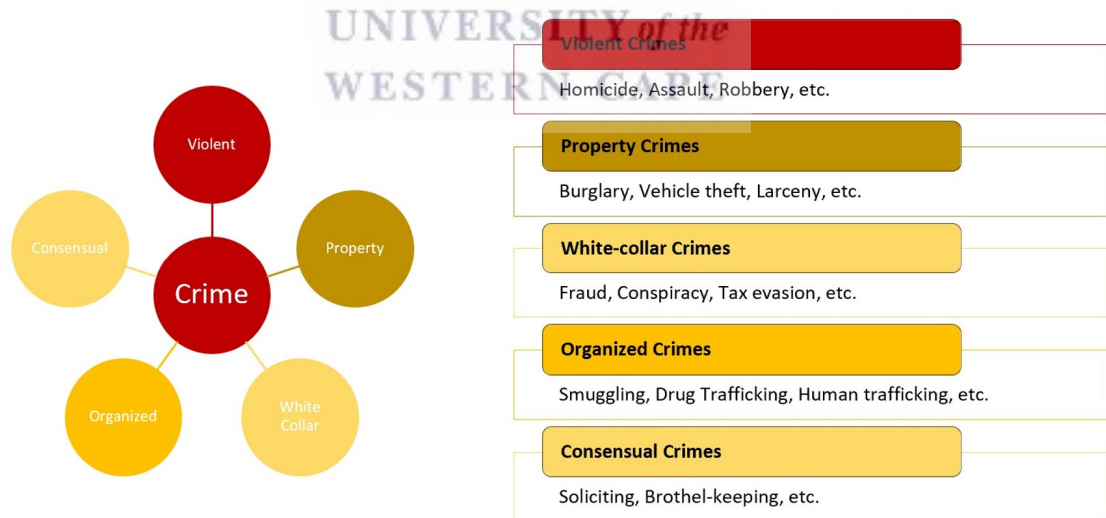 UNIVERSITY of the
WESTERN CAPE
Violent
Consensual
Property
Crime
Organized
White
Collar
Violent Crimes
Homicide, Assault, Robbery, etc.
Property Crimes
Burglary, Vehicle theft, Larceny, etc.
White-collar Crimes
Fraud, Conspiracy, Tax evasion, etc.
Organized Crimes
Smuggling, Drug Trafficking, Human trafficking, etc.
Consensual Crimes
Soliciting, Brothel-keeping, etc.